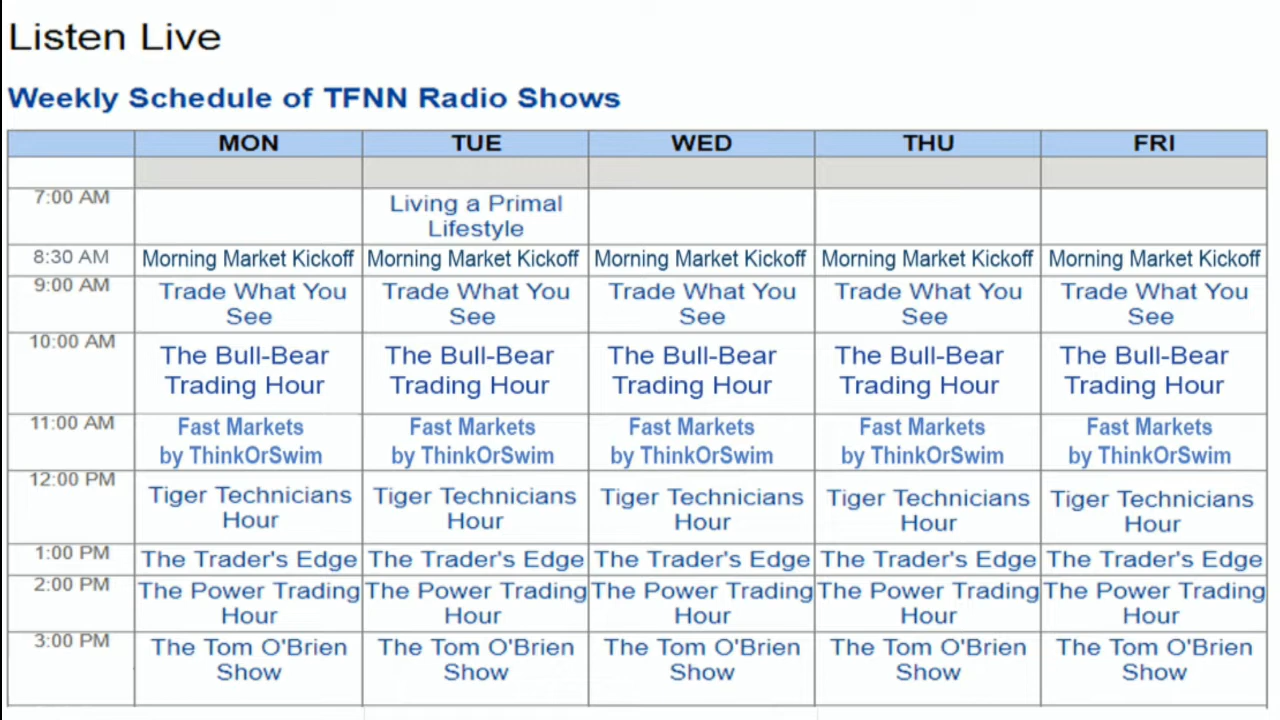 Listen Live
Weekly Schedule of TFNN Radio Shows
MON TUE WED THU FRI
7:00 AM Living a Primal
Lifestyle
8:30 AM Morning Market Kickoff Morning Market Kickoff Morning Market Kickoff Morning Market Kickoff Morning Market Kickoff
9:00 AM Trade What You Trade What You Trade What You Trade What You Trade What You
See See See See See
10:00 AM The Bull-Bear The Bull-Bear The Bull-Bear The Bull-Bear The Bull-Bear
Trading Hour Trading Hour Trading Hour Trading Hour Trading Hour
11:00 AM Fast Markets Fast Markets Fast Markets Fast Markets Fast Markets
by ThinkOrSwim by ThinkOrSwim by ThinkOrSwim by ThinkOrSwim by ThinkOrSwim
12:00 PM Tiger Technicians Tiger Technicians Tiger Technicians Tiger Technicians Tiger Technicians
Hour Hour Hour Hour Hour
1:00 PM The Trader's Edge The Trader's Edge The Trader's Edge The Trader's Edge The Trader's Edge
2:00 PM The Power Trading The Power Trading The Power Trading The Power Trading The Power Trading
Hour Hour Hour Hour Hour
3:00 PM The Tom O'Brien The Tom O'Brien The Tom O'Brien The Tom O'Brien The Tom O'Brien
Show Show Show Show Show